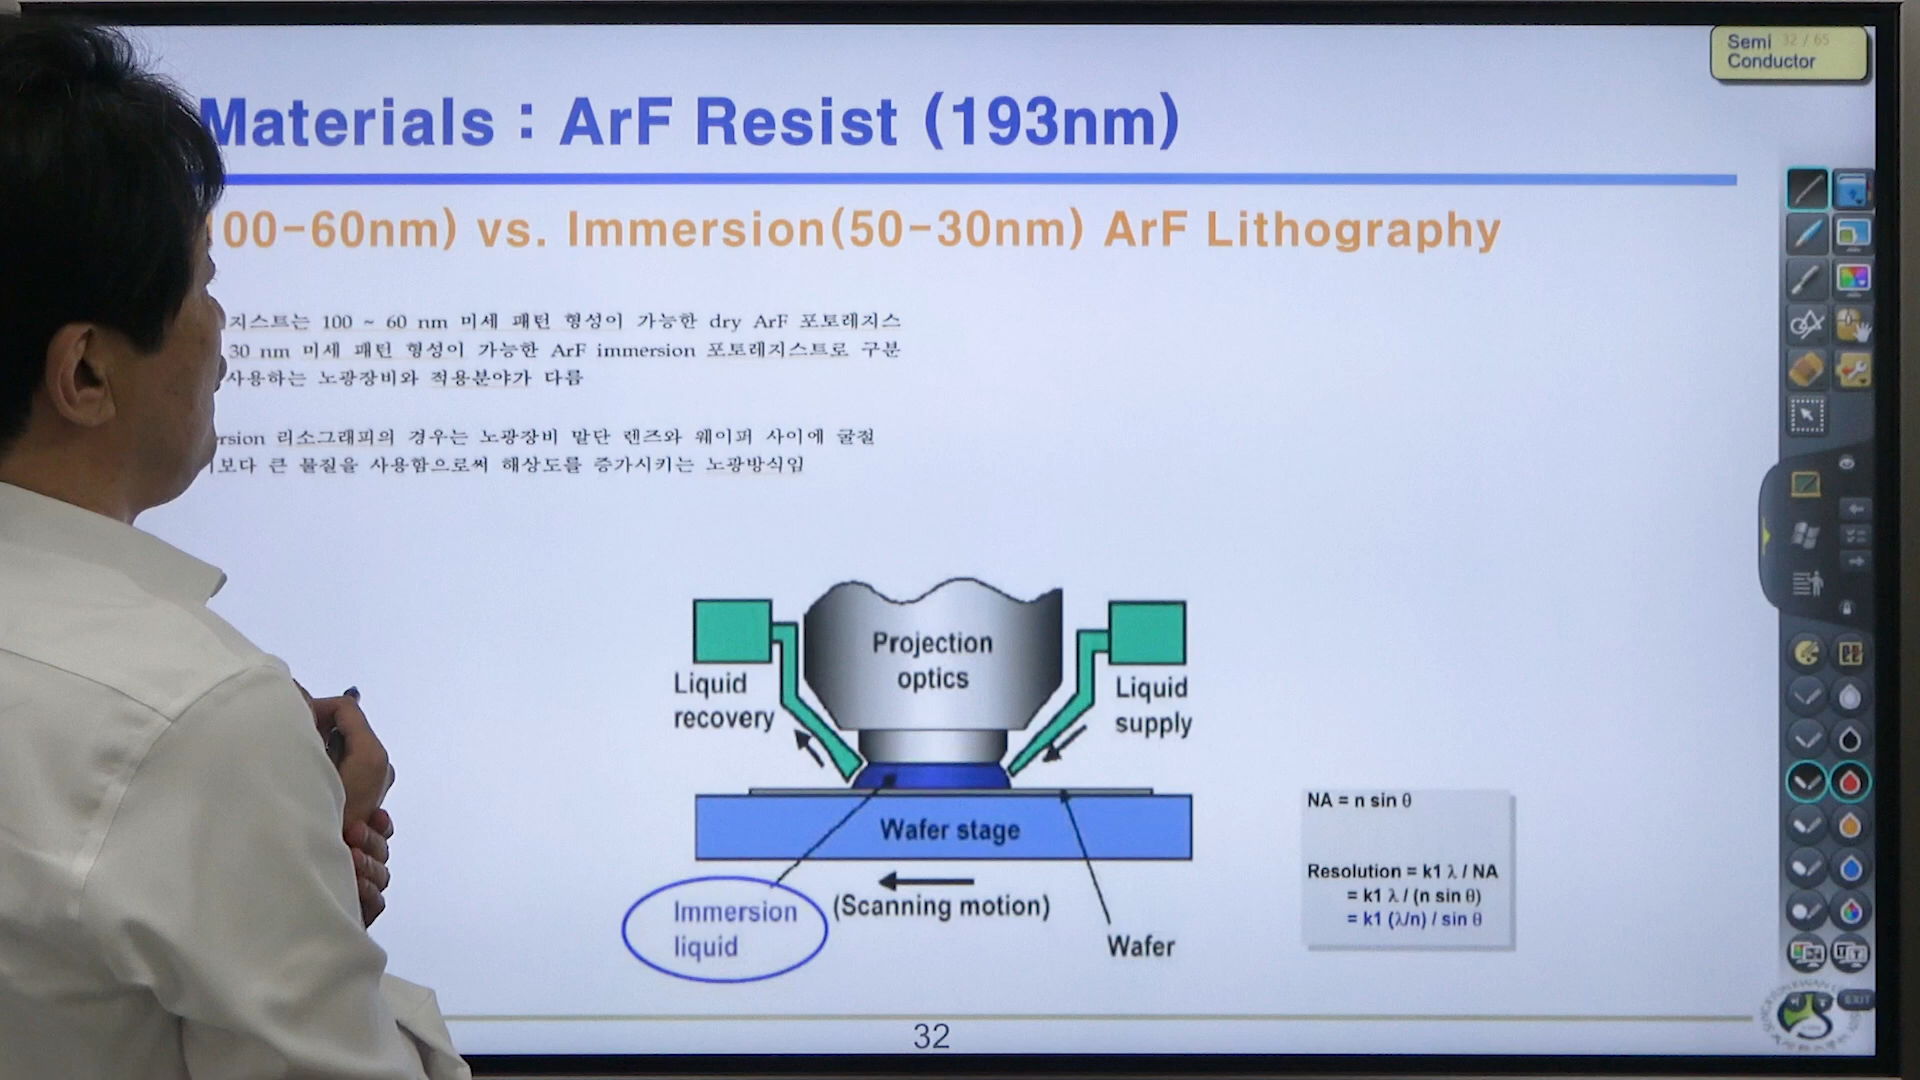 Semi 32 / 65
Conductor
Materials : ArF Resist (193nm)
00-60nm) vs. Immersion(50-30nm) ArF Lithography
지스트는 100 ~ 60 nm 미세 패턴 형성이 가능한 dry ArF 포토레지스
30 nm 미세 패턴 형성이 가능한 ArF immersion 포토레지스트로 구분
사용하는 노광장비와 적용분야가 다름
rsion 리소그래피의 경우는 노광장비 말단 렌즈와 웨이퍼 사이에 굴절
보다 큰 물질을 사용함으로써 해상도를 증가시키는 노광방식임
Projection
optics
Liquid
recovery
Liquid
supply
Wafer stage
(Scanning motion)
Immersion
liquid
Wafer
NA = n sin θ
Resolution = k1 λ / NA
= k1 λ / (n sin θ)
= k1 (λ/n) / sin θ
EXIT
32